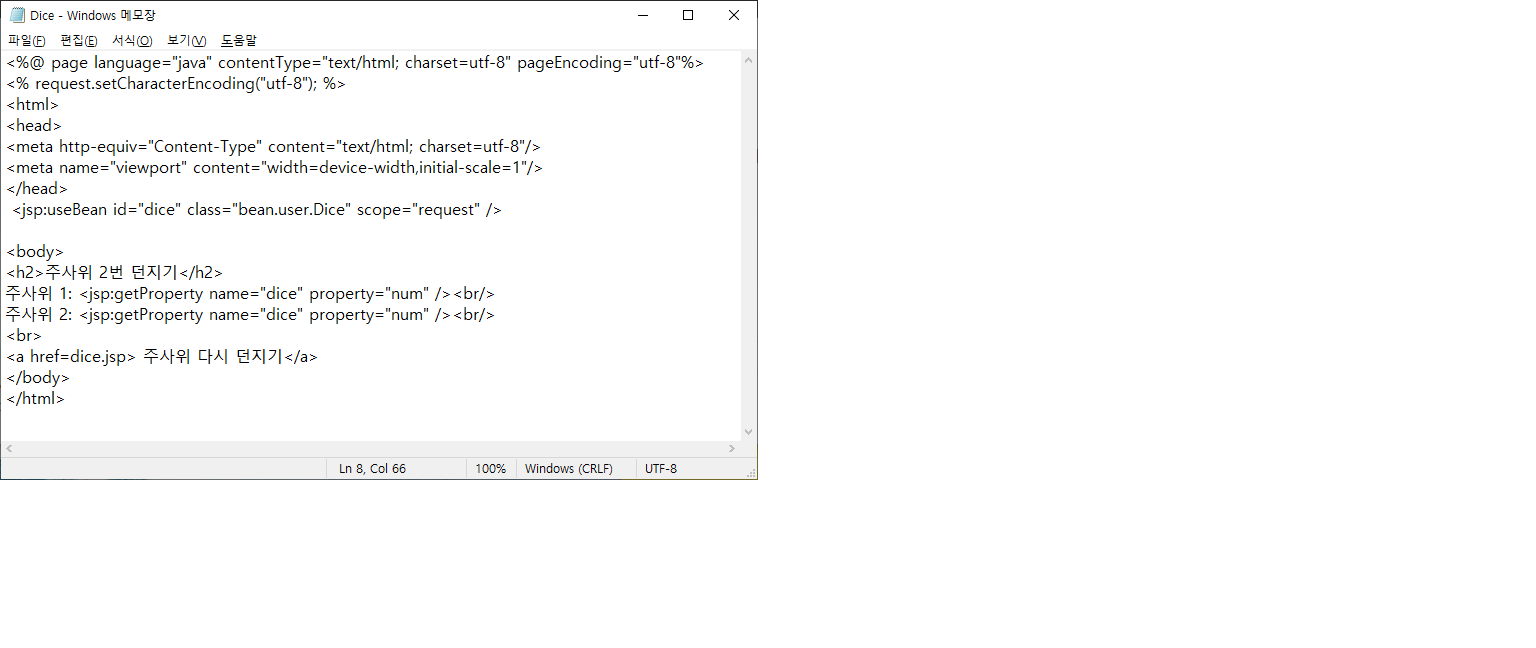 Dice - Windows 메모장
파일(F) 편집(E) 서식(O) 보기(V) 도움말
<%@ page language="java" contentType="text/html; charset=utf-8" pageEncoding="utf-8"%>
<% request.setCharacterEncoding("utf-8"); %>
<html>
<head>
<meta http-equiv="Content-Type" content="text/html; charset=utf-8"/>
<meta name="viewport" content="width=device-width,initial-scale=1"/>
</head>
<jsp:useBean id="dice" class="bean.user.Dice" scope="request" />
<body>
<h2>주사위 2번 던지기</h2>
주사위 1: <jsp:getProperty name="dice" property="num" /><br/>
주사위 2: <jsp:getProperty name="dice" property="num" /><br/>
<br>
<a href=dice.jsp> 주사위 다시 던지기</a>
</body>
</html>
Ln 8, Col 66 100% Windows (CRLF) UTF-8